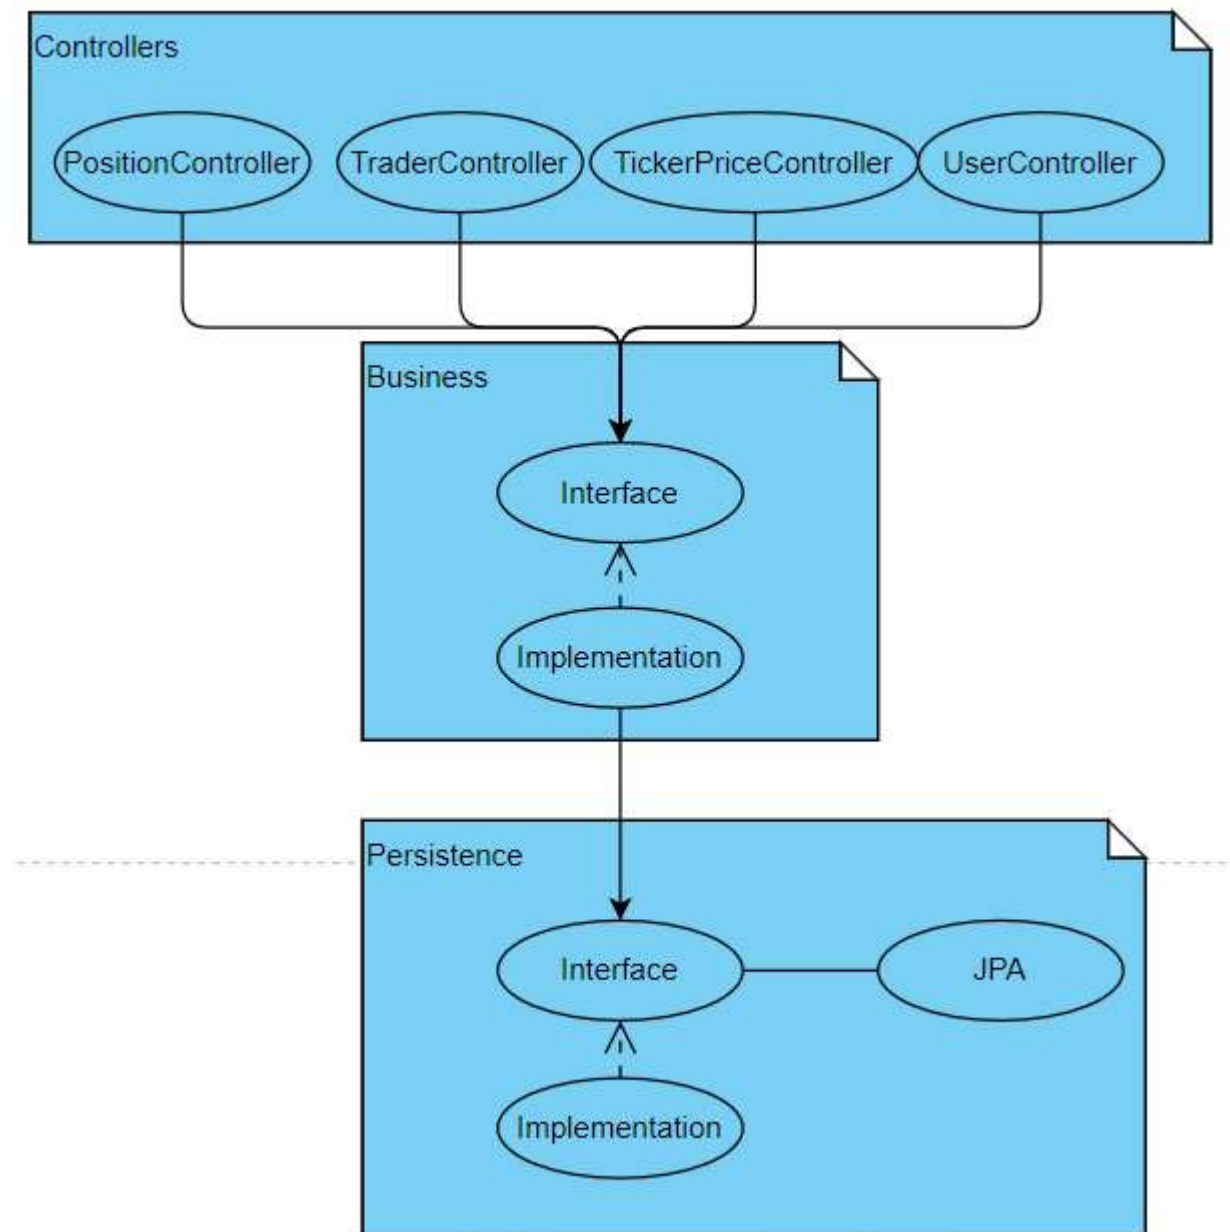 Controllers
PositionController
TraderController
TickerPriceController
UserController
Business
Interface
Implementation
Persistence
Interface
JPA
Implementation